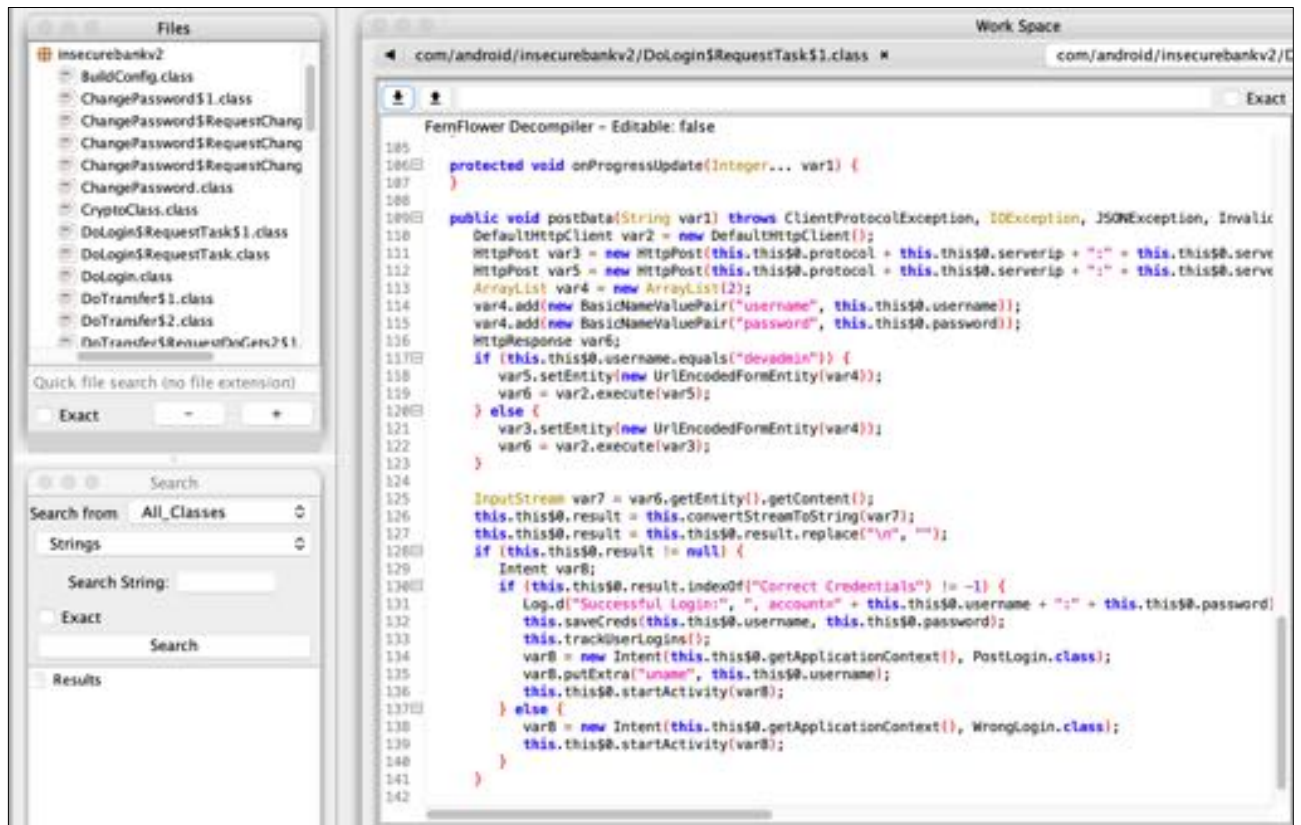 Files
insecurebankv2
BuildConfig.class
ChangePassword$1.class
ChangePassword$RequestChang
ChangePassword$RequestChang
ChangePassword$RequestChang
ChangePassword.class
CryptoClass.class
DoLogin$RequestTask$1.class
DoLogin$RequestTask.class
DoLogin.class
DoTransfer$1.class
DoTransfer$2.class
DoTransfer$RequestDoGets2$1.
Quick file search (no file extension)
Exact
-
+
Search
Search from All_Classes
Strings
Search String:
Exact
Search
Results
Work Space
com/android/insecurebankv2/DoLogin$RequestTask$1.class
com/android/insecurebankv2/D
Exact
FernFlower Decompiler - Editable: false
105
106 protected void onProgressUpdate(Integer... var1) {
107 }
108
109 public void postData(String var1) throws ClientProtocolException, IOException, JSONException, Invalic
110 DefaultHttpClient var2 = new DefaultHttpClient();
111 HttpPost var3 = new HttpPost(this.this$0.protocol + this.this$0.serverip + ":" + this.this$0.serve
112 HttpPost var5 = new HttpPost(this.this$0.protocol + this.this$0.serverip + ":" + this.this$0.serve
113 ArrayList var4 = new ArrayList(2);
114 var4.add(new BasicNameValuePair("username", this.this$0.username));
115 var4.add(new BasicNameValuePair("password", this.this$0.password));
116 HttpResponse var6;
117 if (this.this$0.username.equals("devadmin")) {
118 var5.setEntity(new UrlEncodedFormEntity(var4));
119 var6 = var2.execute(var5);
120 } else {
121 var3.setEntity(new UrlEncodedFormEntity(var4));
122 var6 = var2.execute(var3);
123 }
124
125 InputStream var7 = var6.getEntity().getContent();
126 this.this$0.result = this.convertStreamToString(var7);
127 this.this$0.result = this.this$0.result.replace("\n", "");
128 if (this.this$0.result != null) {
129 Intent var8;
130 if (this.this$0.result.indexOf("Correct Credentials") != -1) {
131 Log.d("Successful Login:", ", account=" + this.this$0.username + ":" + this.this$0.password)
132 this.saveCreds(this.this$0.username, this.this$0.password);
133 this.trackUserLogins();
134 var8 = new Intent(this.this$0.getApplicationContext(), PostLogin.class);
135 var8.putExtra("uname", this.this$0.username);
136 this.this$0.startActivity(var8);
137 } else {
138 var8 = new Intent(this.this$0.getApplicationContext(), WrongLogin.class);
139 this.this$0.startActivity(var8);
140 }
141 }
142